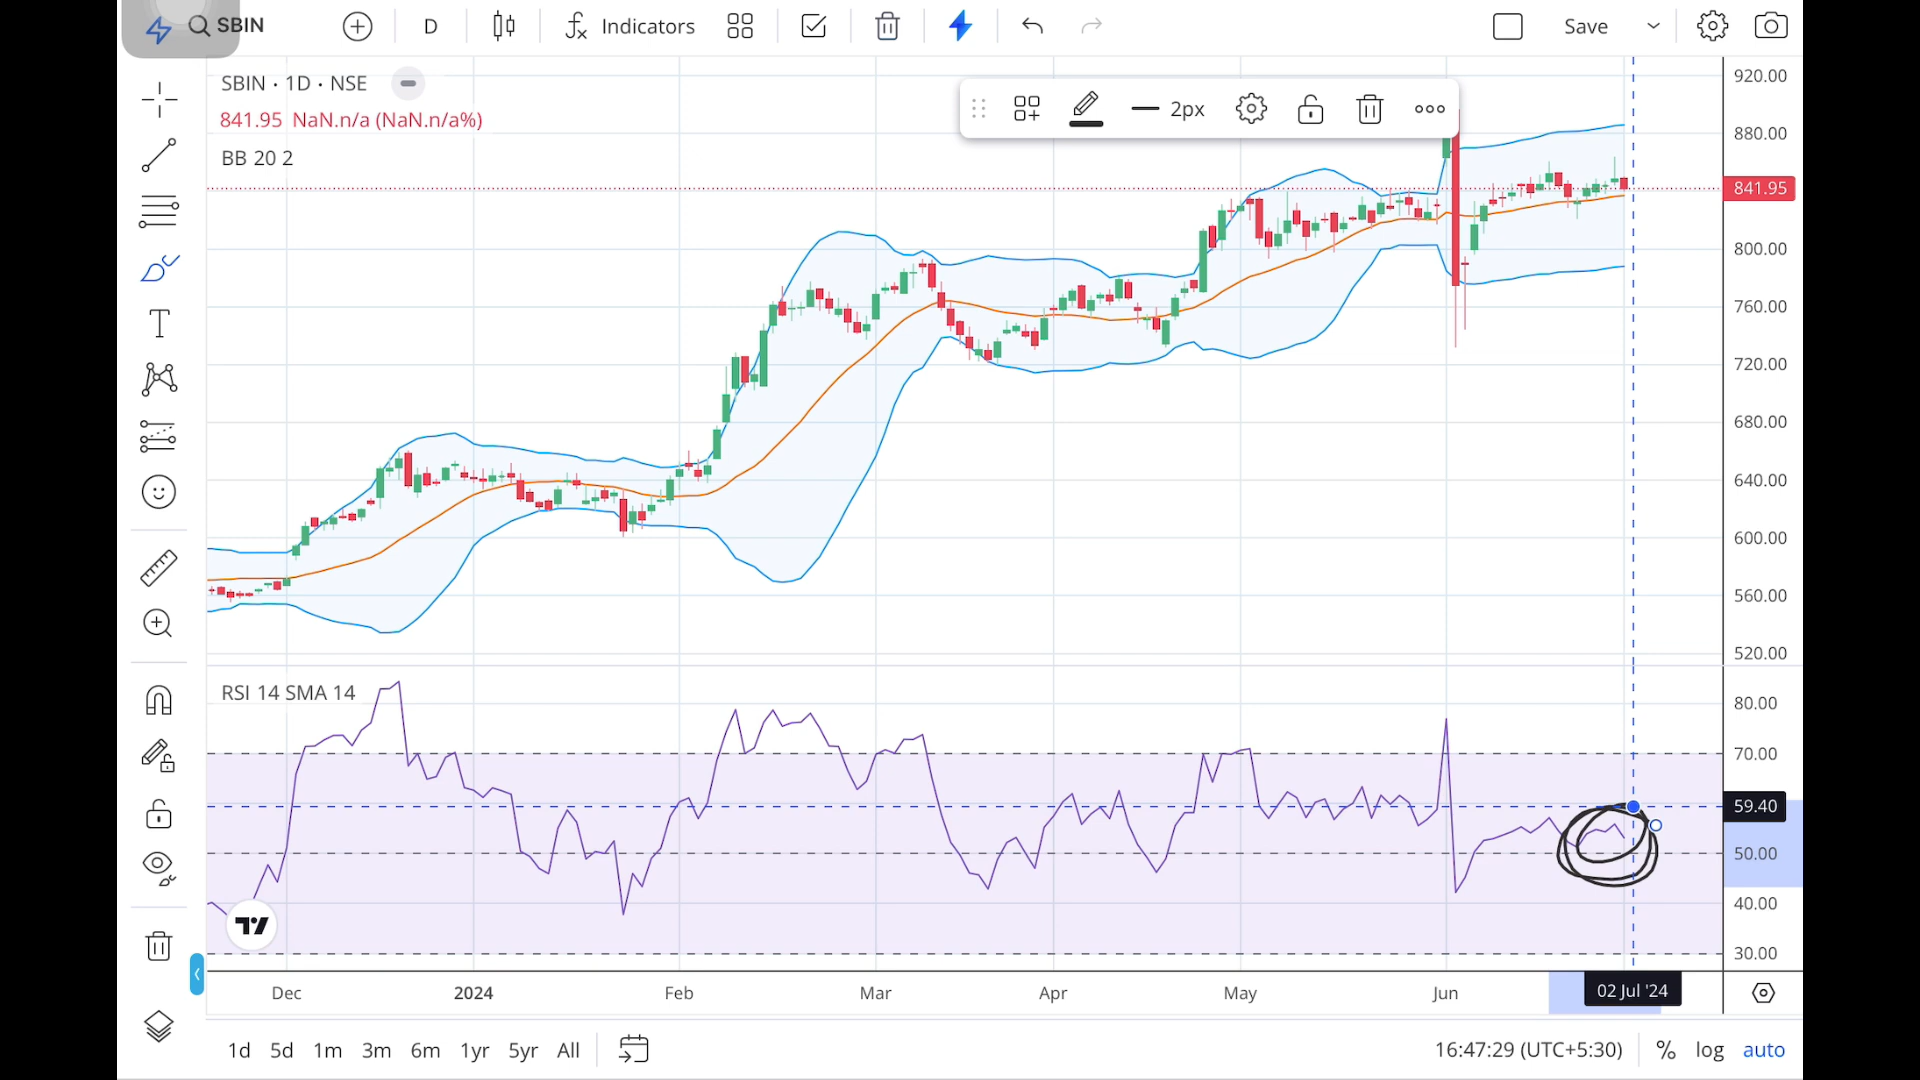 SBIN
D
Indicators
Save
SBIN · 1D · NSE
841.95 NaN.n/a (NaN.n/a%)
BB 20 2
2px
920.00
880.00
841.95
800.00
760.00
720.00
680.00
640.00
600.00
560.00
520.00
RSI 14 SMA 14
80.00
70.00
59.40
50.00
40.00
30.00
Dec
2024
Feb
Mar
Apr
May
Jun
02 Jul '24
1d 5d 1m 3m 6m 1yr 5yr All
16:47:29 (UTC+5:30)
% log auto